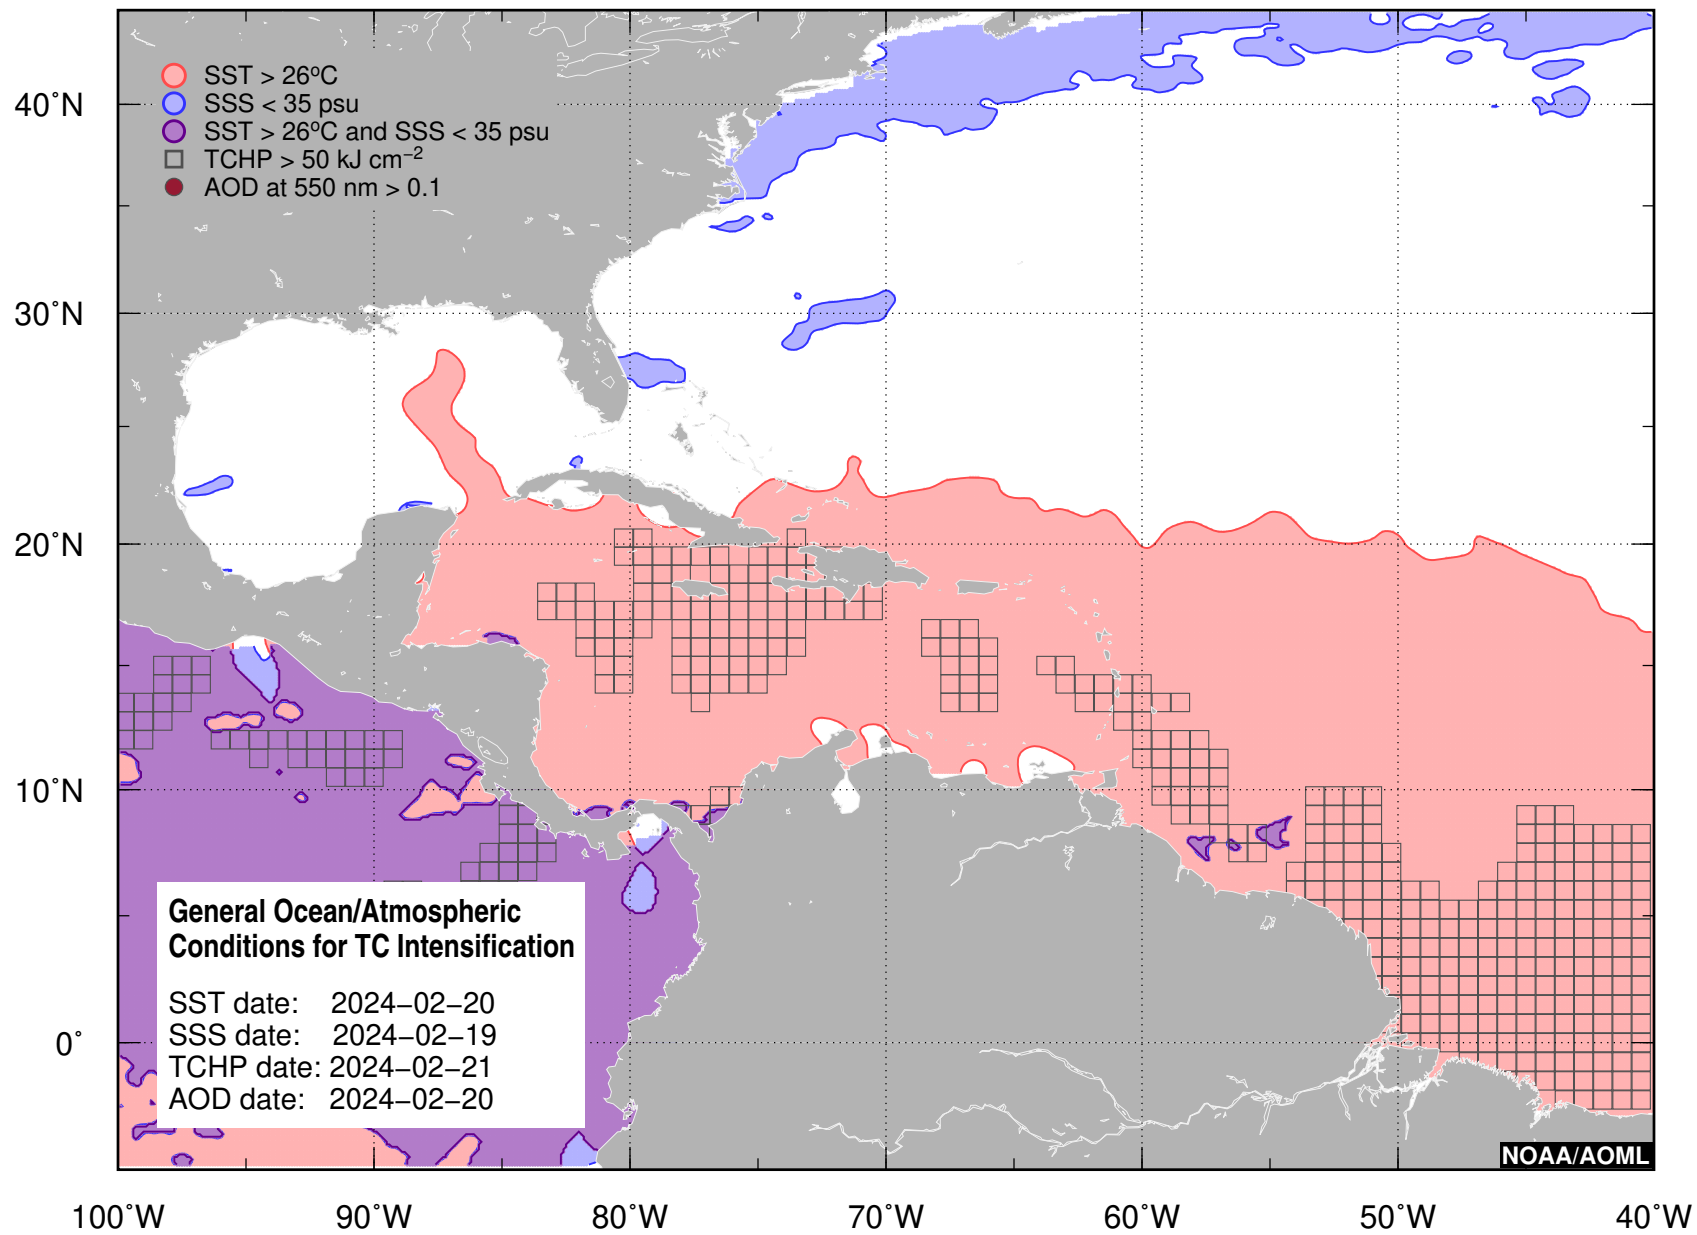 SST > 26ºC
SSS < 35 psu
SST > 26ºC and SSS < 35 psu
TCHP > 50 kJ cm⁻²
AOD at 550 nm > 0.1
40˚N
30˚N
20˚N
10˚N
0˚
General Ocean/Atmospheric
Conditions for TC Intensification
SST date: 2024−02−20
SSS date: 2024−02−19
TCHP date: 2024−02−21
AOD date: 2024−02−20
NOAA/AOML
100˚W 90˚W 80˚W 70˚W 60˚W 50˚W 40˚W